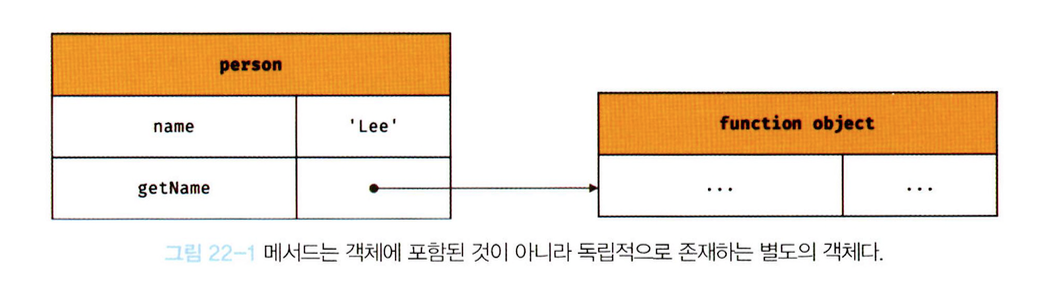 person
name 'Lee'
getName
function object
... ...
그림 22-1 메서드는 객체에 포함된 것이 아니라 독립적으로 존재하는 별도의 객체다.